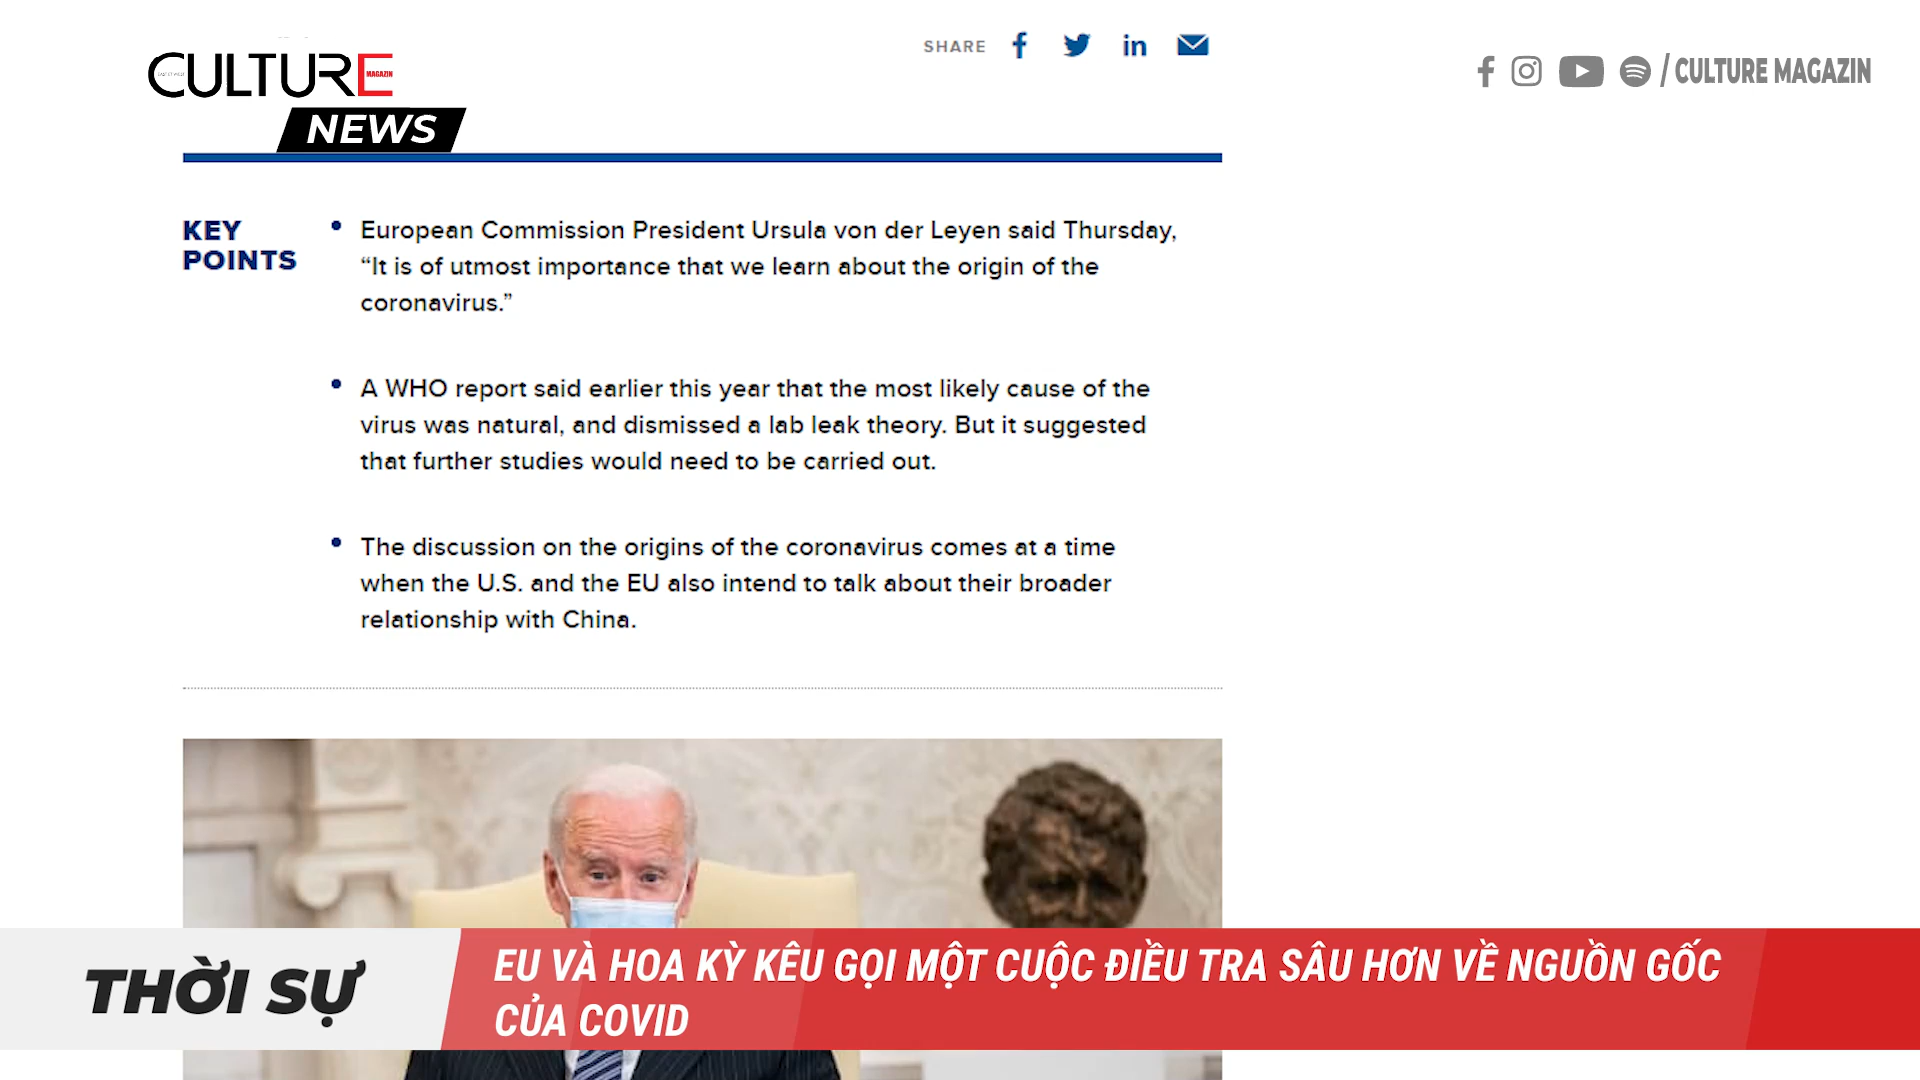 SHARE
CULTURE
MAGAZIN
NEWS
/ CULTURE MAGAZIN
KEY
POINTS
• European Commission President Ursula von der Leyen said Thursday,
“It is of utmost importance that we learn about the origin of the
coronavirus.”
• A WHO report said earlier this year that the most likely cause of the
virus was natural, and dismissed a lab leak theory. But it suggested
that further studies would need to be carried out.
• The discussion on the origins of the coronavirus comes at a time
when the U.S. and the EU also intend to talk about their broader
relationship with China.
THỜI SỰ
EU VÀ HOA KỲ KÊU GỌI MỘT CUỘC ĐIỀU TRA SÂU HƠN VỀ NGUỒN GỐC
CỦA COVID